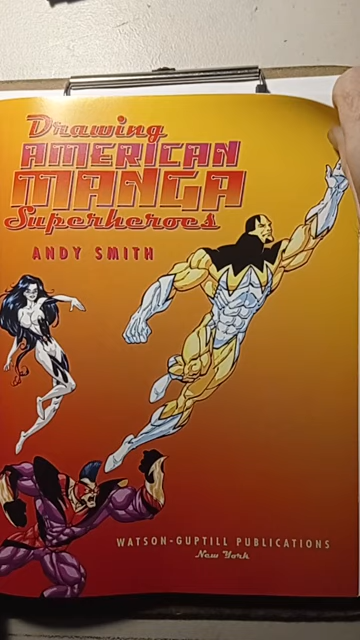 Drawing
AMERICAN
MANGA
Superheroes
ANDY SMITH
WATSON-GUPTILL PUBLICATIONS
New York